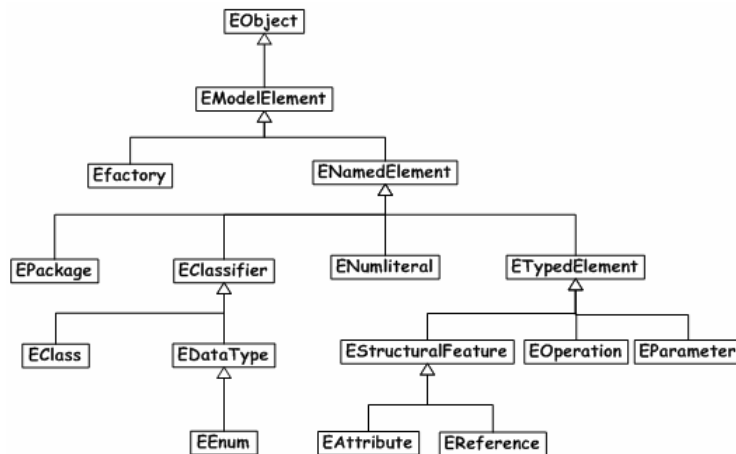 EObject
EModelElement
Efactory
ENamedElement
EPackage
EClassifier
ENumliteral
ETypedElement
EClass
EDataType
EStructuralFeature
EOperation
EParameter
EEnum
EAttribute
EReference